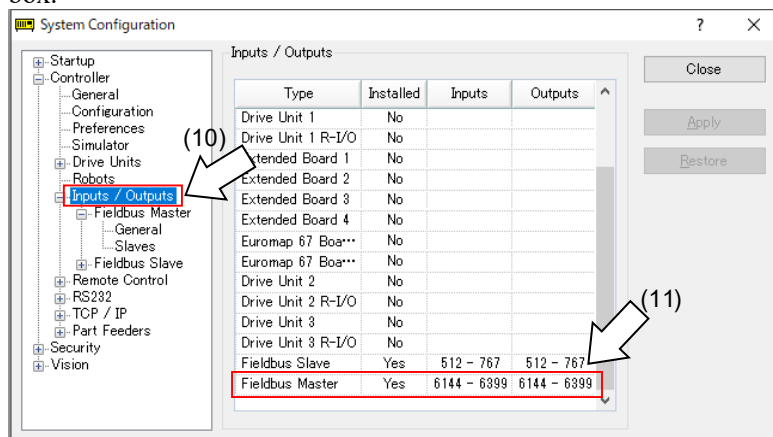 box.
System Configuration ? ×
Startup
Controller
General
Configuration
Preferences
Simulator
Drive Units
Robots
Inputs / Outputs
Fieldbus Master
General
Slaves
Fieldbus Slave
Remote Control
RS232
TCP / IP
Part Feeders
Security
Vision
(10)
Inputs / Outputs
Type Installed Inputs Outputs
Drive Unit 1 No
Drive Unit 1 R-I/O No
xtended Board 1 No
Extended Board 2 No
Extended Board 3 No
Extended Board 4 No
Euromap 67 Boa… No
Euromap 67 Boa… No
Drive Unit 2 No
Drive Unit 2 R-I/O No
Drive Unit 3 No
Drive Unit 3 R-I/O No
Fieldbus Slave Yes 512 - 767 512 - 767
Fieldbus Master Yes 6144 - 6399 6144 - 6399
(11)
Close
Apply
Restore